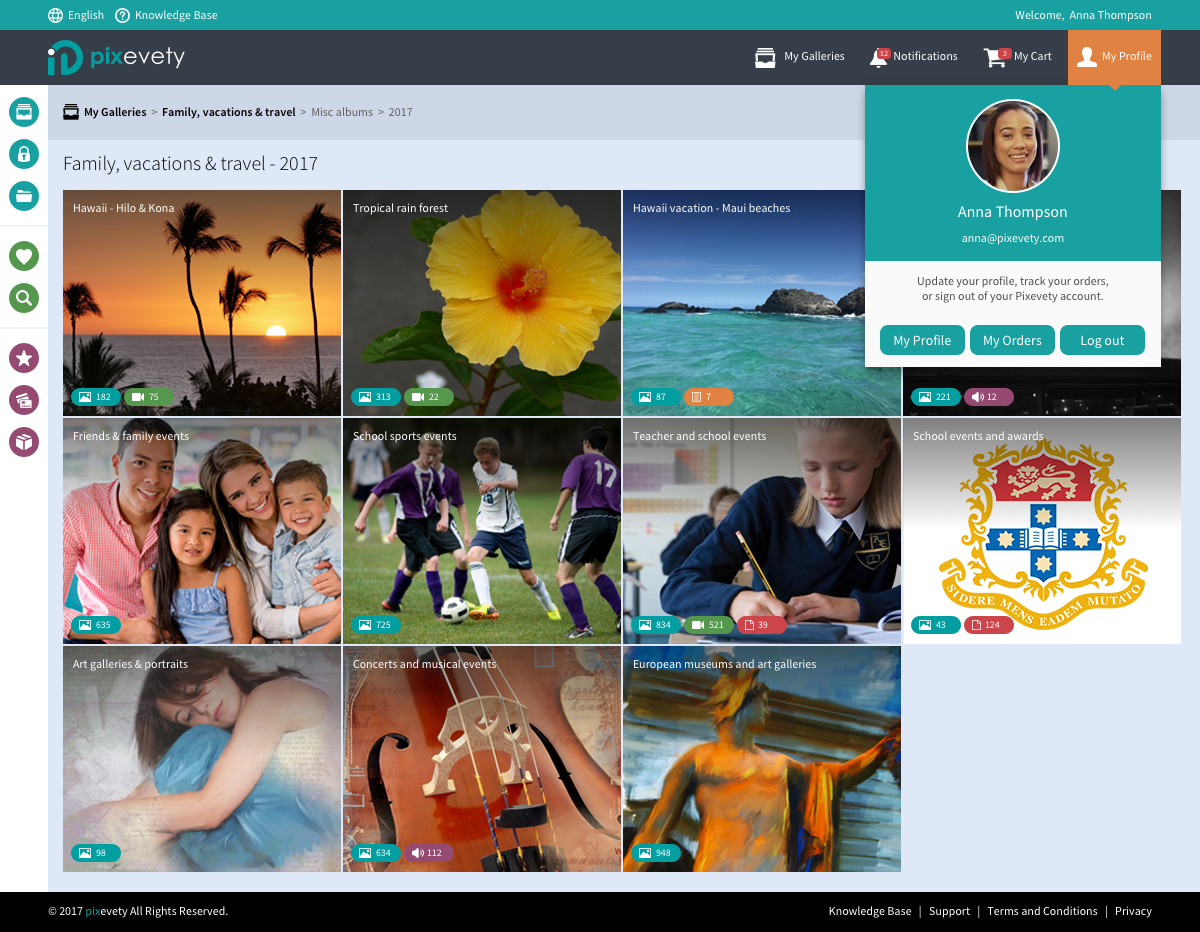 English
Knowledge Base
Welcome, Anna Thompson
pixevety
My Galleries
12
Notifications
3
My Cart
My Profile
My Galleries > Family, vacations & travel > Misc albums > 2017
Family, vacations & travel - 2017
Anna Thompson
anna@pixevety.com
Update your profile, track your orders,
or sign out of your Pixevety account.
My Profile
My Orders
Log out
Hawaii - Hilo & Kona
182
75
Tropical rain forest
313
22
Hawaii vacation - Maui beaches
87
7
221
12
Friends & family events
635
School sports events
17
725
Teacher and school events
834
521
39
School events and awards
SIDERE MENS EADEM MUTATO
43
124
Art galleries & portraits
98
Concerts and musical events
634
112
European museums and art galleries
948
© 2017 pixevety All Rights Reserved.
Knowledge Base | Support | Terms and Conditions | Privacy